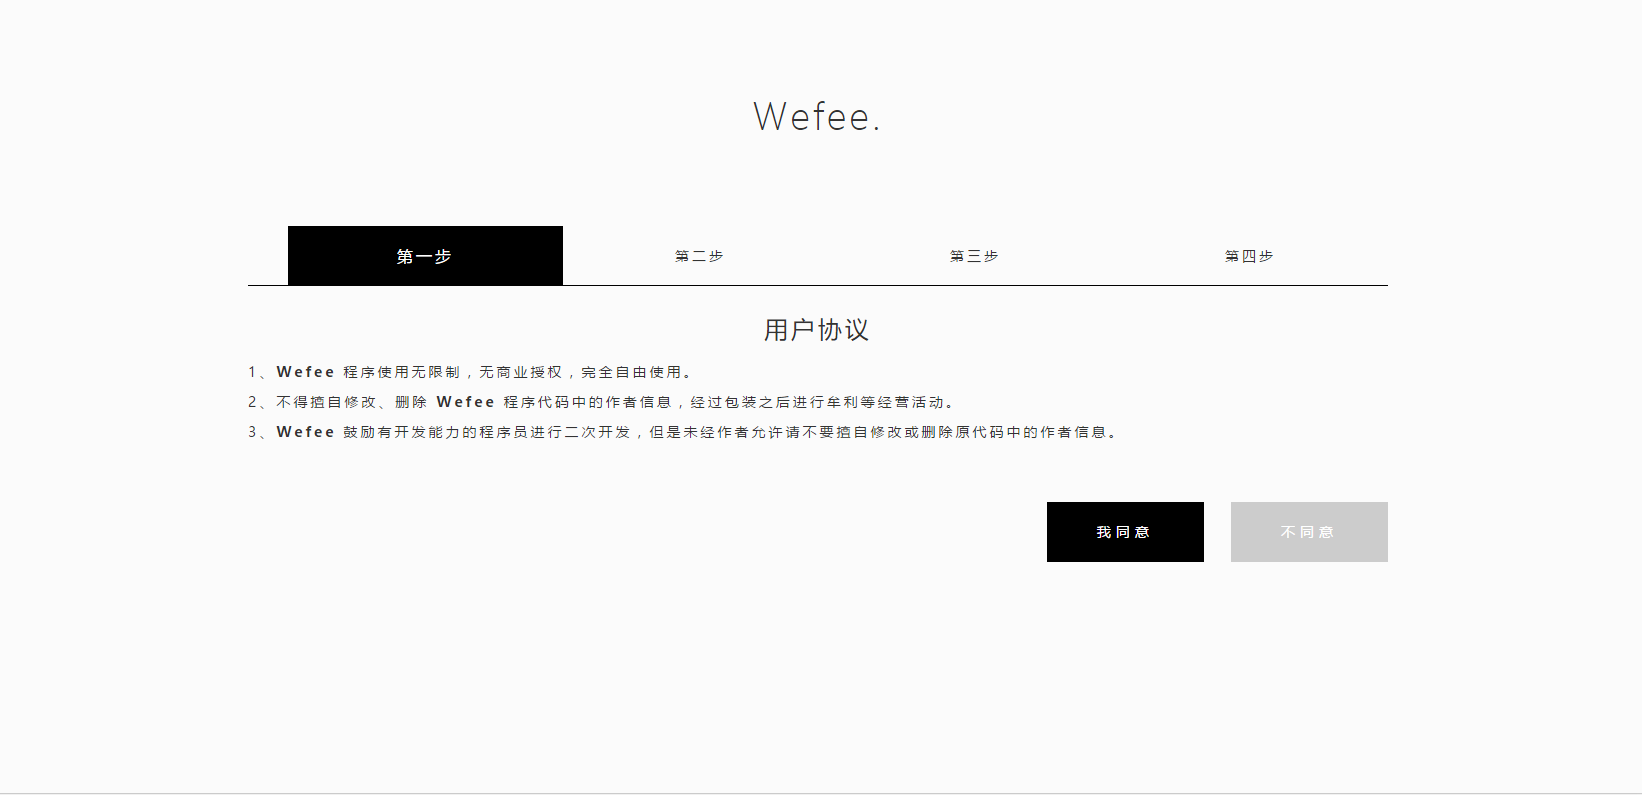 Wefee.
第一步 第二步 第三步 第四步
用户协议
1、Wefee 程序使用无限制，无商业授权，完全自由使用。
2、不得擅自修改、删除 Wefee 程序代码中的作者信息，经过包装之后进行牟利等经营活动。
3、Wefee 鼓励有开发能力的程序员进行二次开发，但是未经作者允许请不要擅自修改或删除原代码中的作者信息。
我同意 不同意